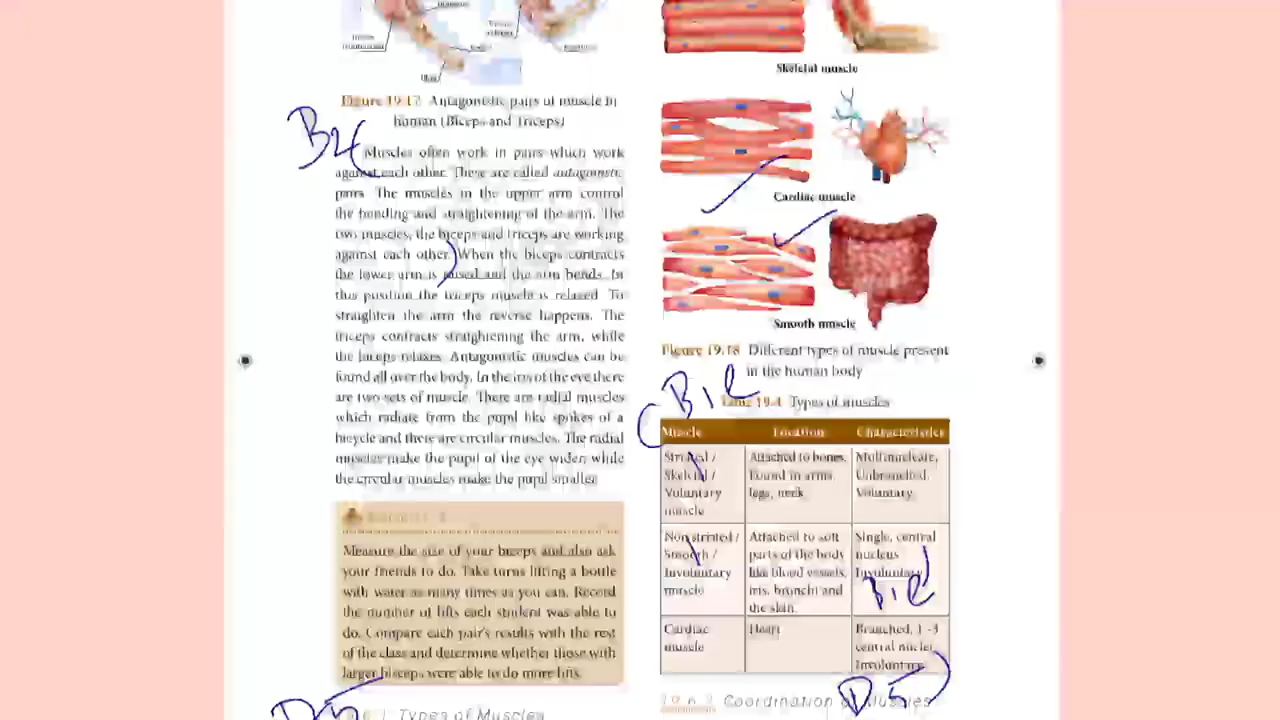 Skeletal muscle
Figure 19.17 Antagonistic pairs of muscle in
human (Biceps and Triceps)
B2
Muscles often work in pairs which work
against each other. These are called antagonistic
pairs. The muscles in the upper arm control
the bending and straightening of the arm. The
two muscles, the biceps and triceps are working
against each other. When the biceps contracts
the lower arm is raised and the arm bends. In
this position the triceps muscle is relaxed. To
straighten the arm the reverse happens. The
triceps contracts straightening the arm, while
the biceps relaxes. Antagonistic muscles can be
found all over the body. In the iris of the eye there
are two sets of muscle. There are radial muscles
which radiate from the pupil like spokes of a
bicycle and there are circular muscles. The radial
muscles make the pupil of the eye widen while
the circular muscles make the pupil smaller.
Measure the size of your biceps and also ask
your friends to do. Take turns lifting a bottle
with water as many times as you can. Record
the number of lifts each student was able to
do. Compare each pair's results with the rest
of the class and determine whether those with
larger biceps were able to do more lifts.
Types of Muscles
Cardiac muscle
Smooth muscle
Figure 19.18 Different types of muscle present
in the human body
Table 19.4 Types of muscles
Muscle Location Characteristics
Striated / Attached to bones. Multinucleate,
Skeletal / Found in arms, Unbranched,
Voluntary legs, neck Voluntary
muscle
Non striated / Attached to soft Single, central
Smooth / parts of the body nucleus
Involuntary like blood vessels, Involuntary
muscle iris, bronchi and
the skin.
Cardiac Heart Branched, 1 -3
muscle central nuclei
Involuntary
19.6.2 Coordination of Muscles